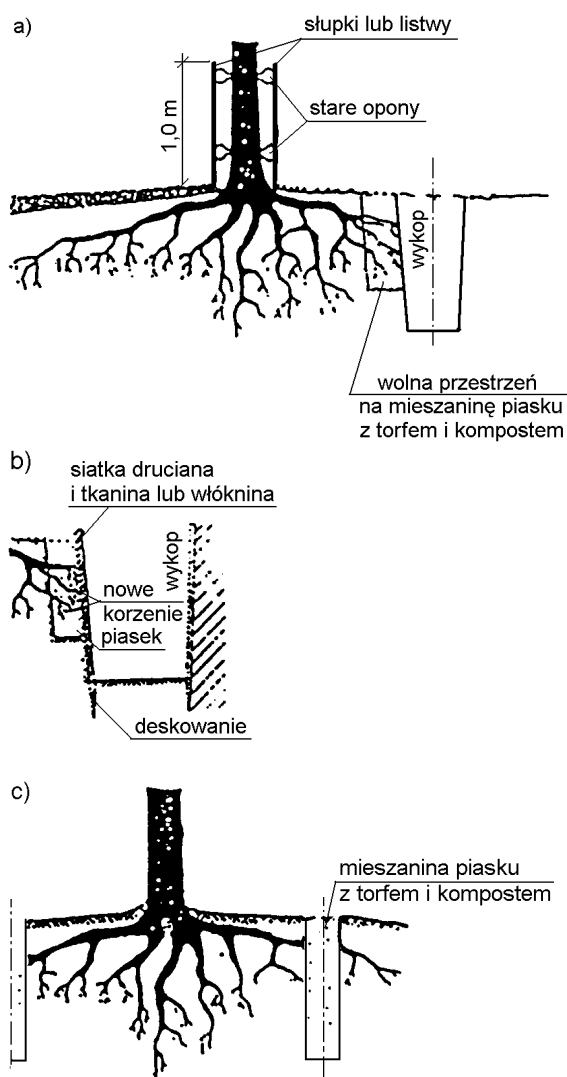 a)
słupki lub listwy
stare opony
1,0 m
wykop
wolna przestrzeń
na mieszaninę piasku
z torfem i kompostem
b)
siatka druciana
i tkanina lub włóknina
wykop
nowe
korzenie
piasek
deskowanie
c)
mieszanina piasku
z torfem i kompostem